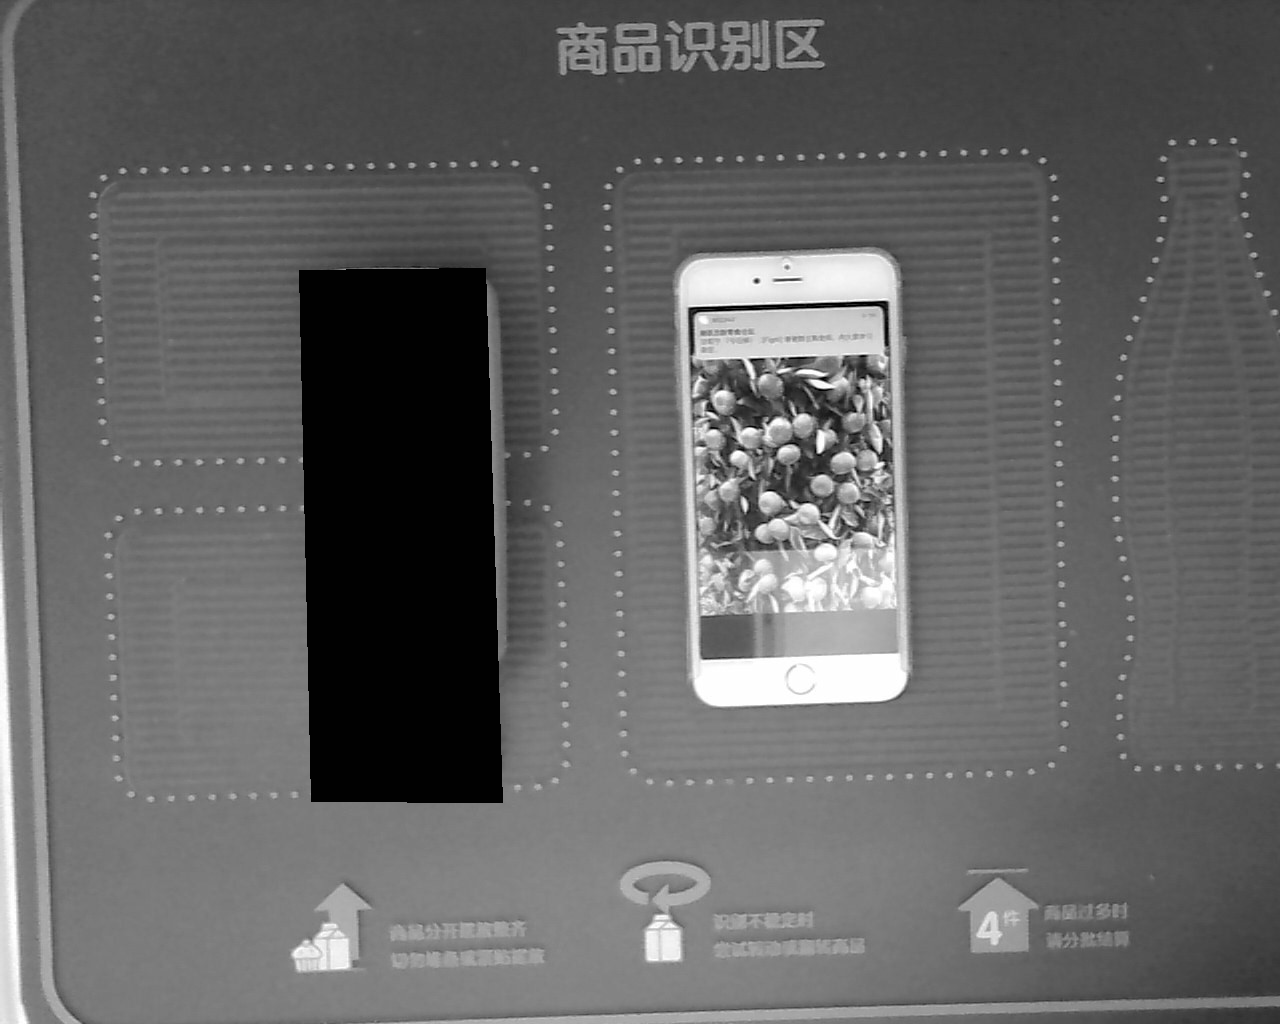 商品识别区
商品分开摆放整齐
切勿堆叠或紧贴摆放
识别不稳定时
尝试转动或翻转商品
4件
商品过多时
请分批结算